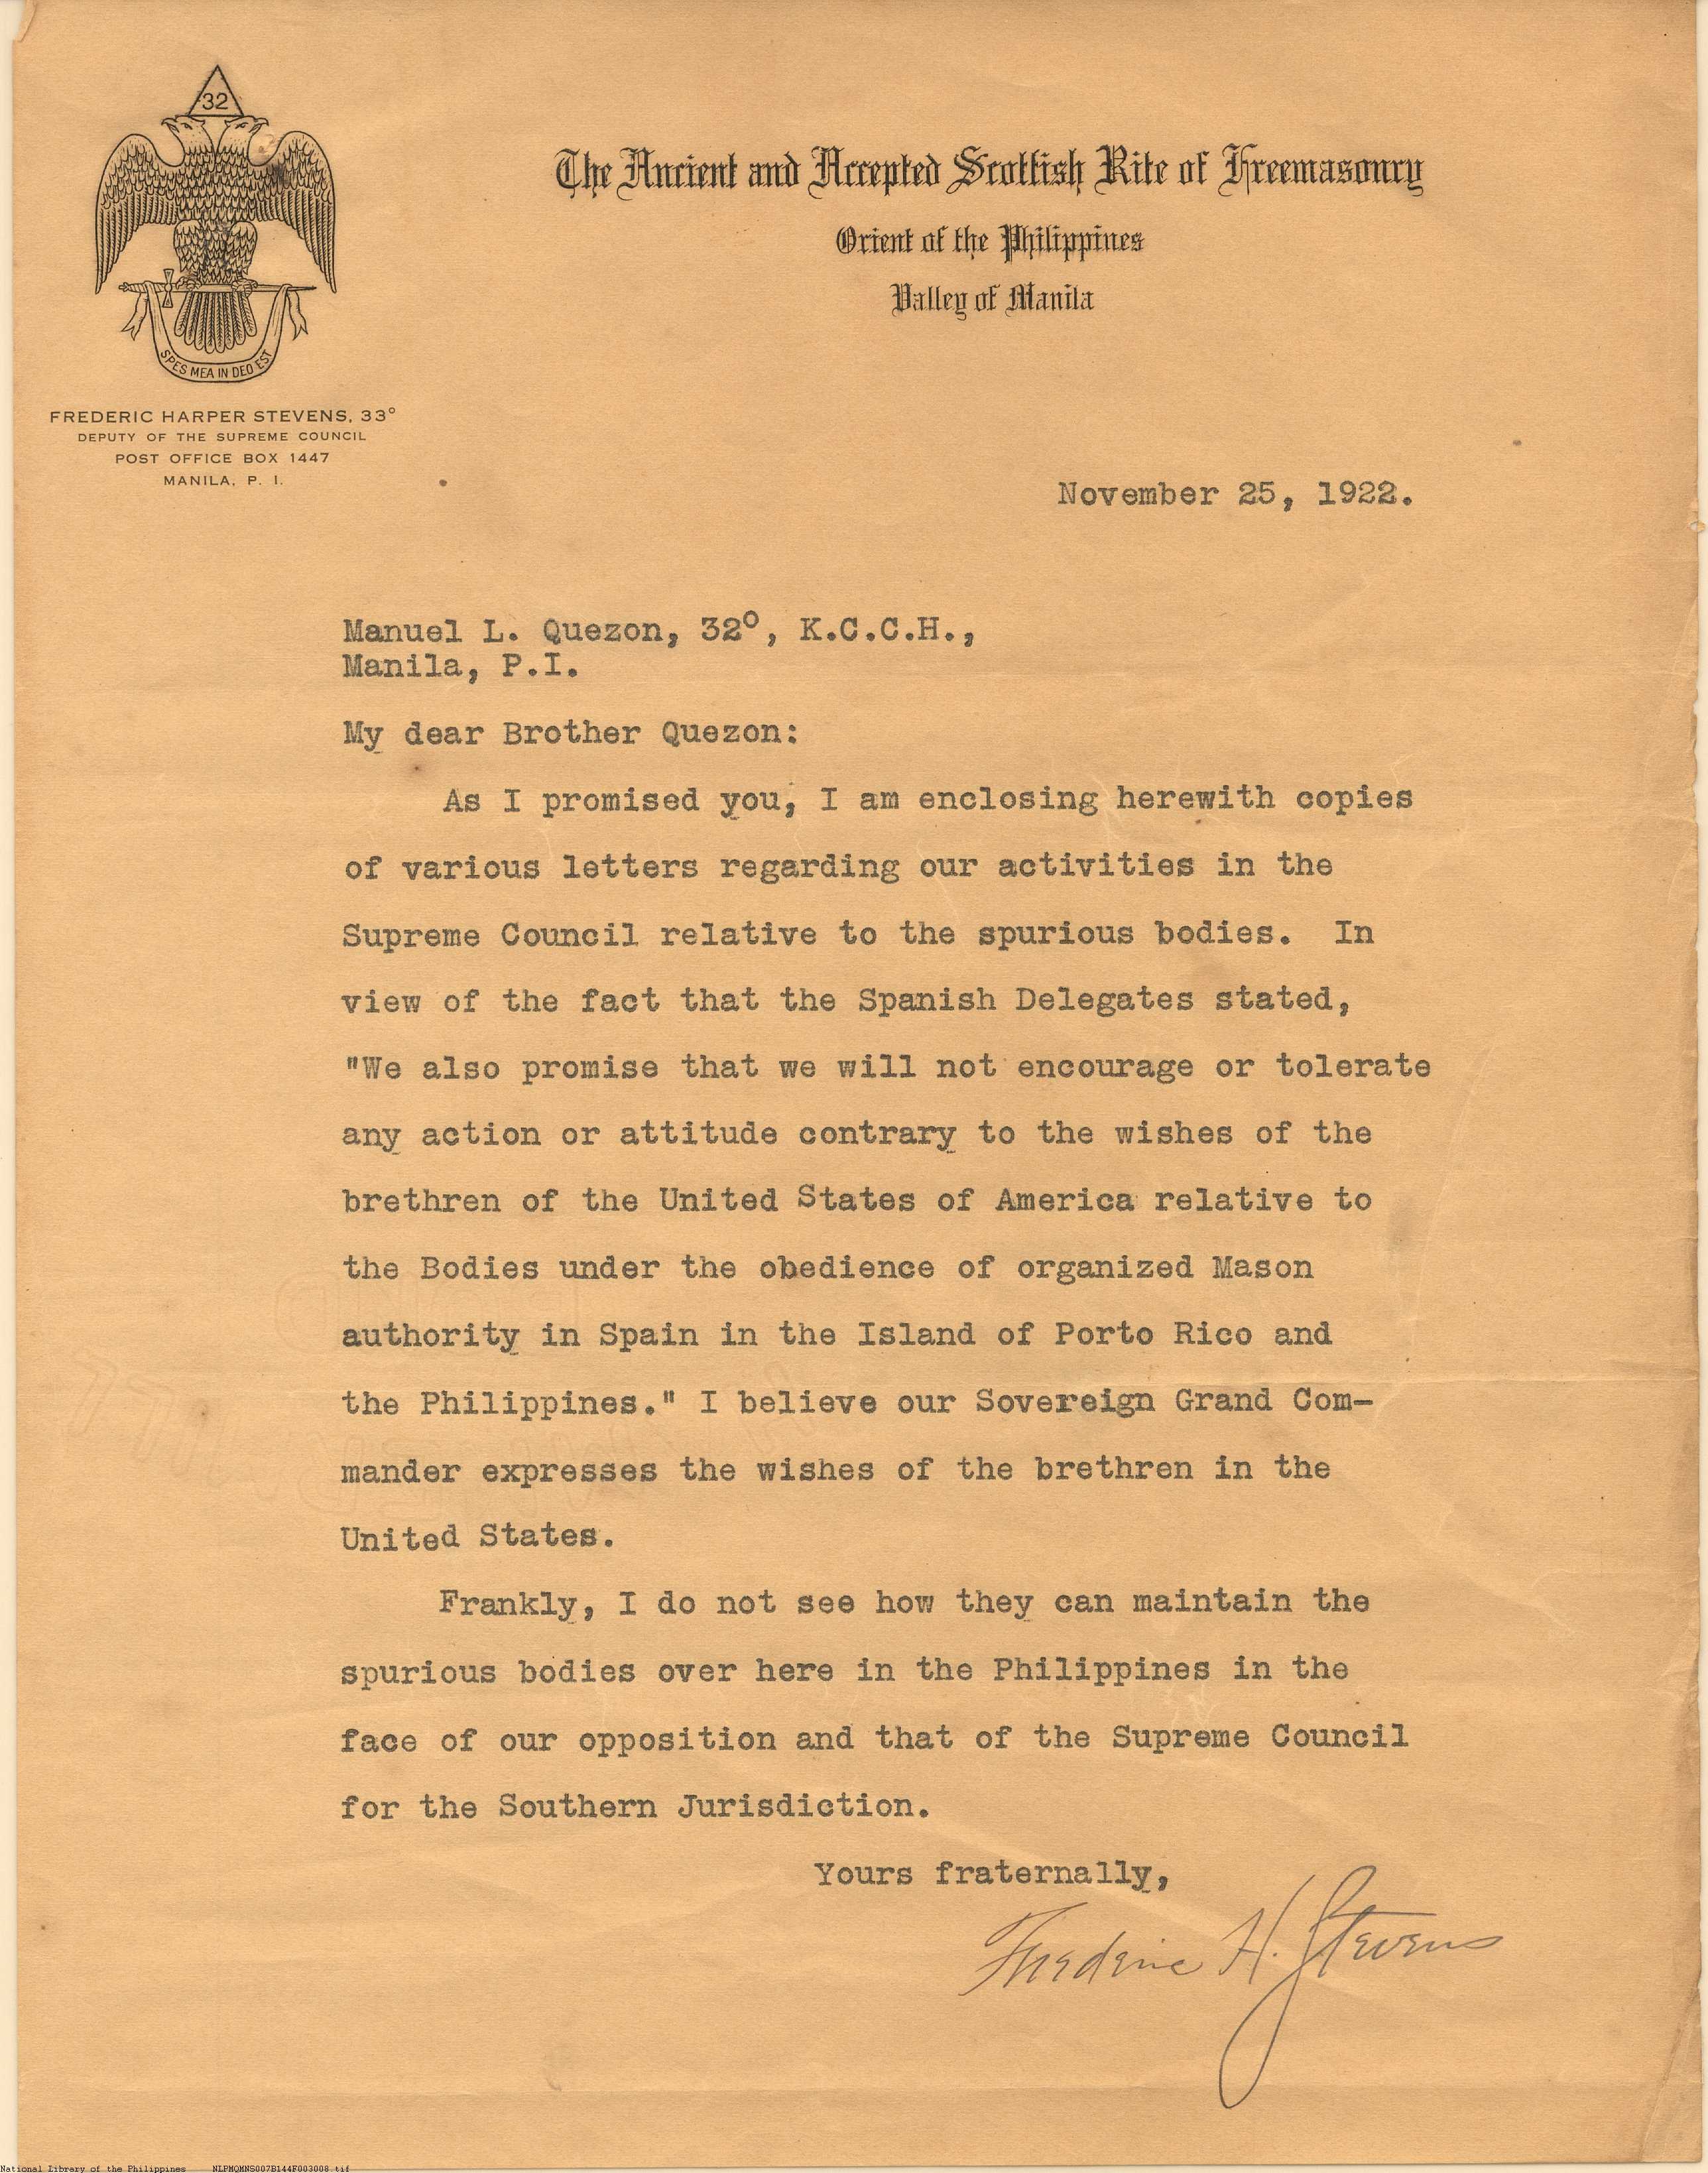 32
SPES MEA IN DEO EST
The Ancient and Accepted Scottish Rite of Freemasonry
Orient of the Philippines
Valley of Manila
FREDERIC HARPER STEVENS, 33°
DEPUTY OF THE SUPREME COUNCIL
POST OFFICE BOX 1447
MANILA, P. I.
November 25, 1922.
Manuel L. Quezon, 32°, K.C.C.H.,
Manila, P.I.
My dear Brother Quezon:
As I promised you, I am enclosing herewith copies
of various letters regarding our activities in the
Supreme Council relative to the spurious bodies. In
view of the fact that the Spanish Delegates stated,
"We also promise that we will not encourage or tolerate
any action or attitude contrary to the wishes of the
brethren of the United States of America relative to
the Bodies under the obedience of organized Mason
authority in Spain in the Island of Porto Rico and
the Philippines." I believe our Sovereign Grand Com-
mander expresses the wishes of the brethren in the
United States.
Frankly, I do not see how they can maintain the
spurious bodies over here in the Philippines in the
face of our opposition and that of the Supreme Council
for the Southern Jurisdiction.
Yours fraternally,
Frederic H. Stevens
National Library of the Philippines NLPMQMNS007B144F003008.tif